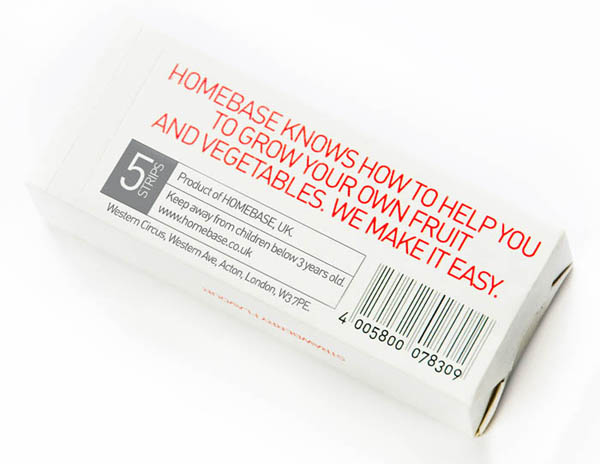 HOMEBASE KNOWS HOW TO HELP YOU
TO GROW YOUR OWN FRUIT
AND VEGETABLES. WE MAKE IT EASY.
5
STRIPS
Product of HOMEBASE, UK.
Keep away from children below 3 years old.
www.homebase.co.uk
Western Circus, Western Ave, Acton, London, W3 7PE.
4 005800 078309
STRAWBERRY FLAVOUR